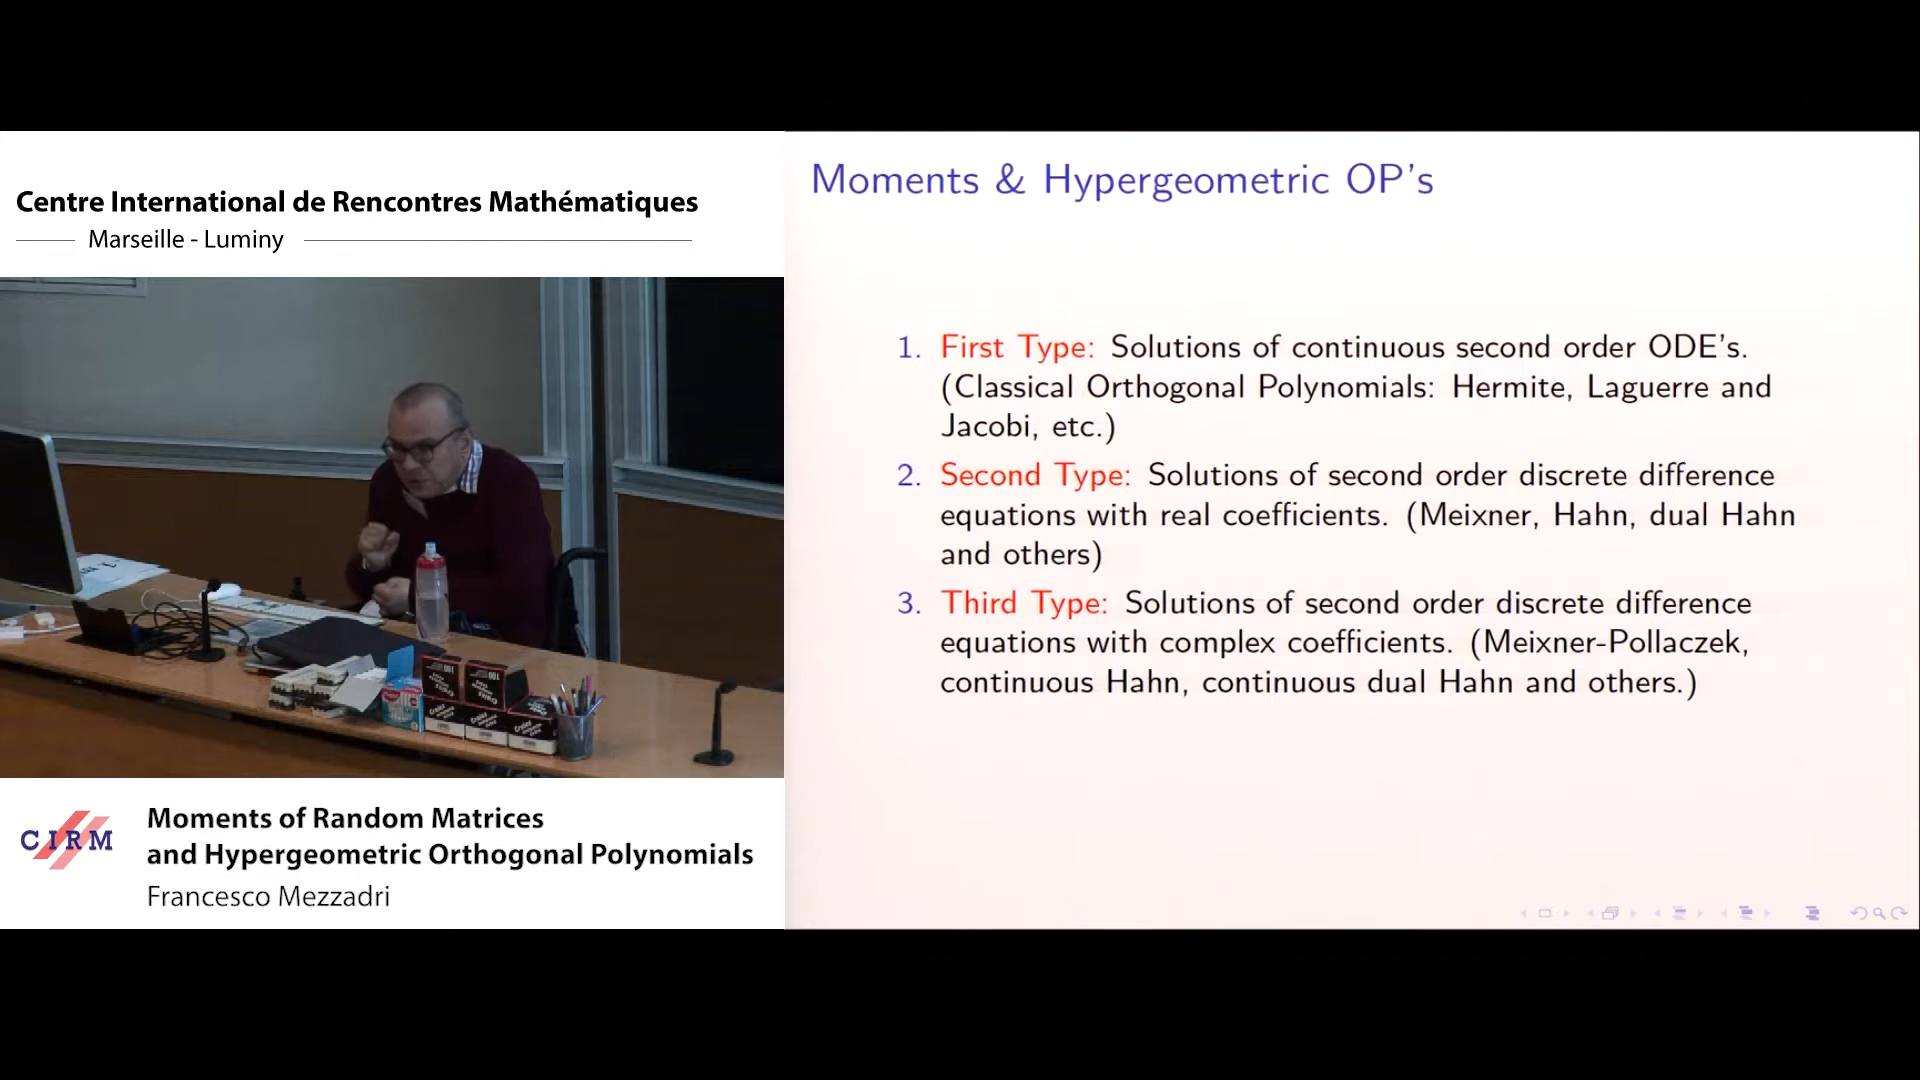 Centre International de Rencontres Mathématiques
Marseille - Luminy
CIRM
Moments of Random Matrices
and Hypergeometric Orthogonal Polynomials
Francesco Mezzadri
Moments & Hypergeometric OP's
1. First Type: Solutions of continuous second order ODE's.
(Classical Orthogonal Polynomials: Hermite, Laguerre and
Jacobi, etc.)
2. Second Type: Solutions of second order discrete difference
equations with real coefficients. (Meixner, Hahn, dual Hahn
and others)
3. Third Type: Solutions of second order discrete difference
equations with complex coefficients. (Meixner-Pollaczek,
continuous Hahn, continuous dual Hahn and others.)